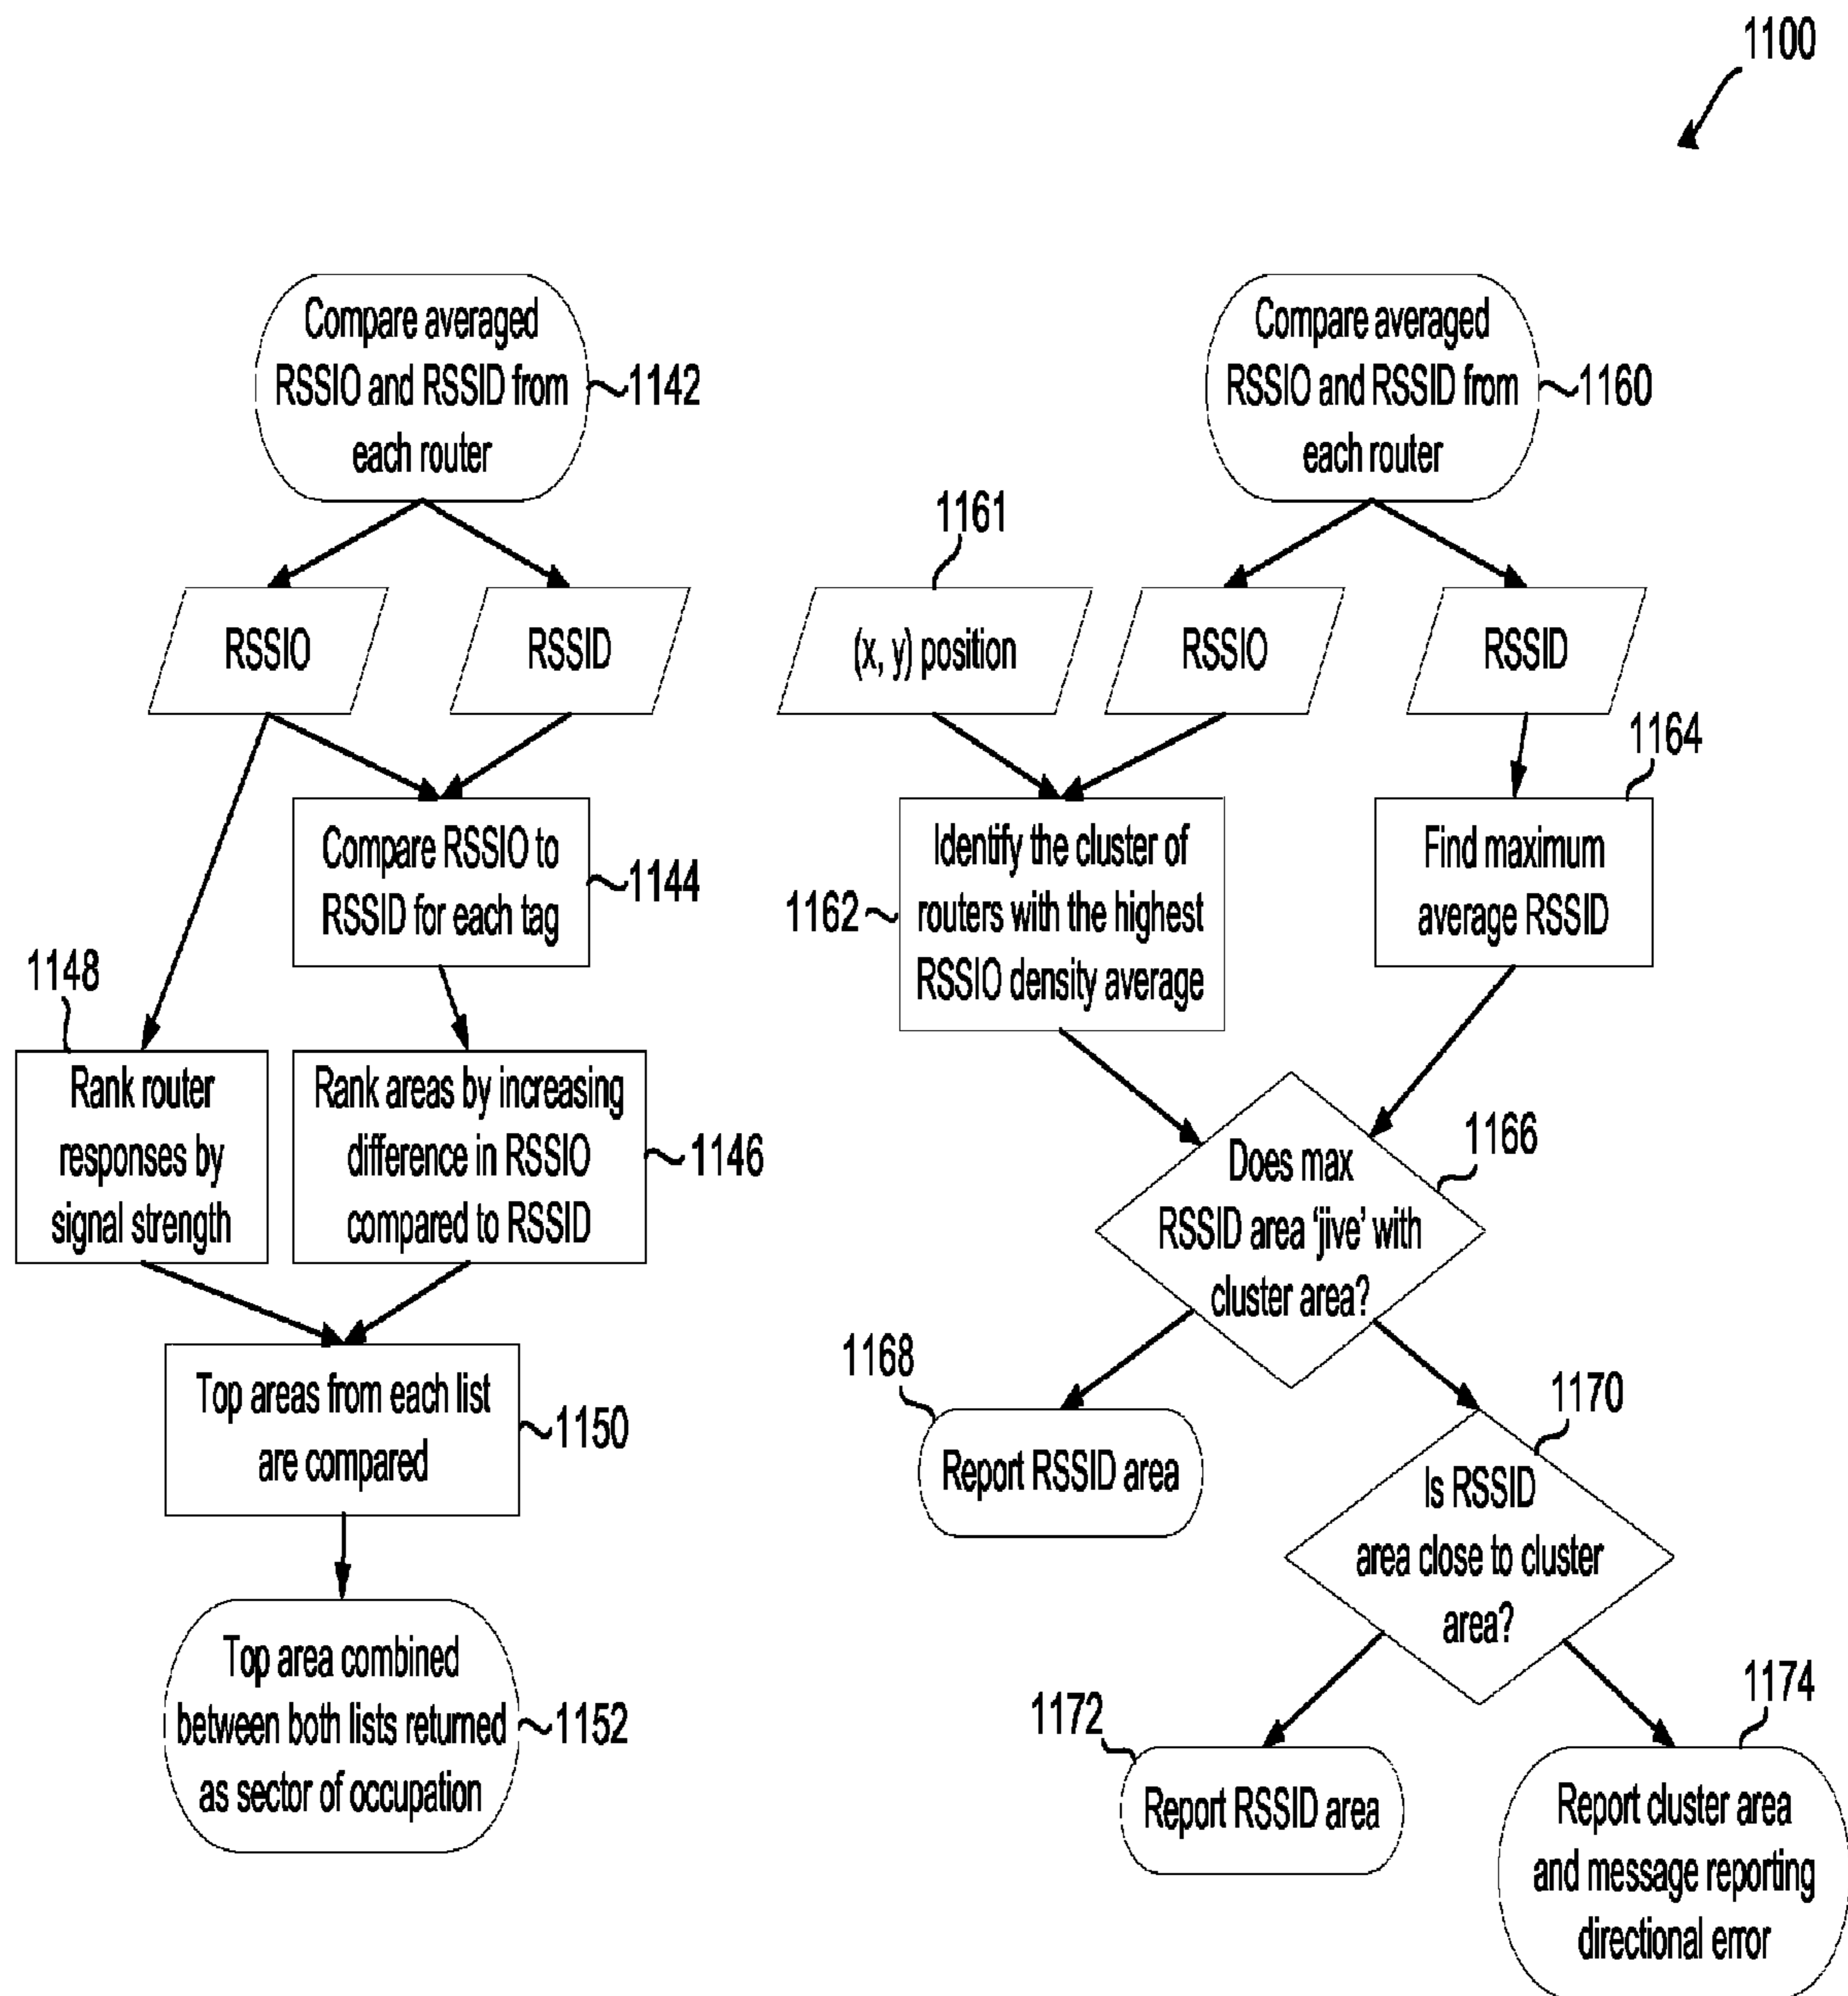 1100
Compare averaged
RSSIO and RSSID from
each router
1142
RSSIO
RSSID
Compare RSSIO to
RSSID for each tag
1144
1148
Rank router
responses by
signal strength
Rank areas by increasing
difference in RSSIO
compared to RSSID
1146
Top areas from each list
are compared
1150
Top area combined
between both lists returned
as sector of occupation
1152
Compare averaged
RSSIO and RSSID from
each router
1160
1161
(x, y) position
RSSIO
RSSID
1162
Identify the cluster of
routers with the highest
RSSIO density average
1164
Find maximum
average RSSID
1166
Does max
RSSID area 'jive' with
cluster area?
1168
Report RSSID area
1170
Is RSSID
area close to cluster
area?
1172
Report RSSID area
1174
Report cluster area
and message reporting
directional error